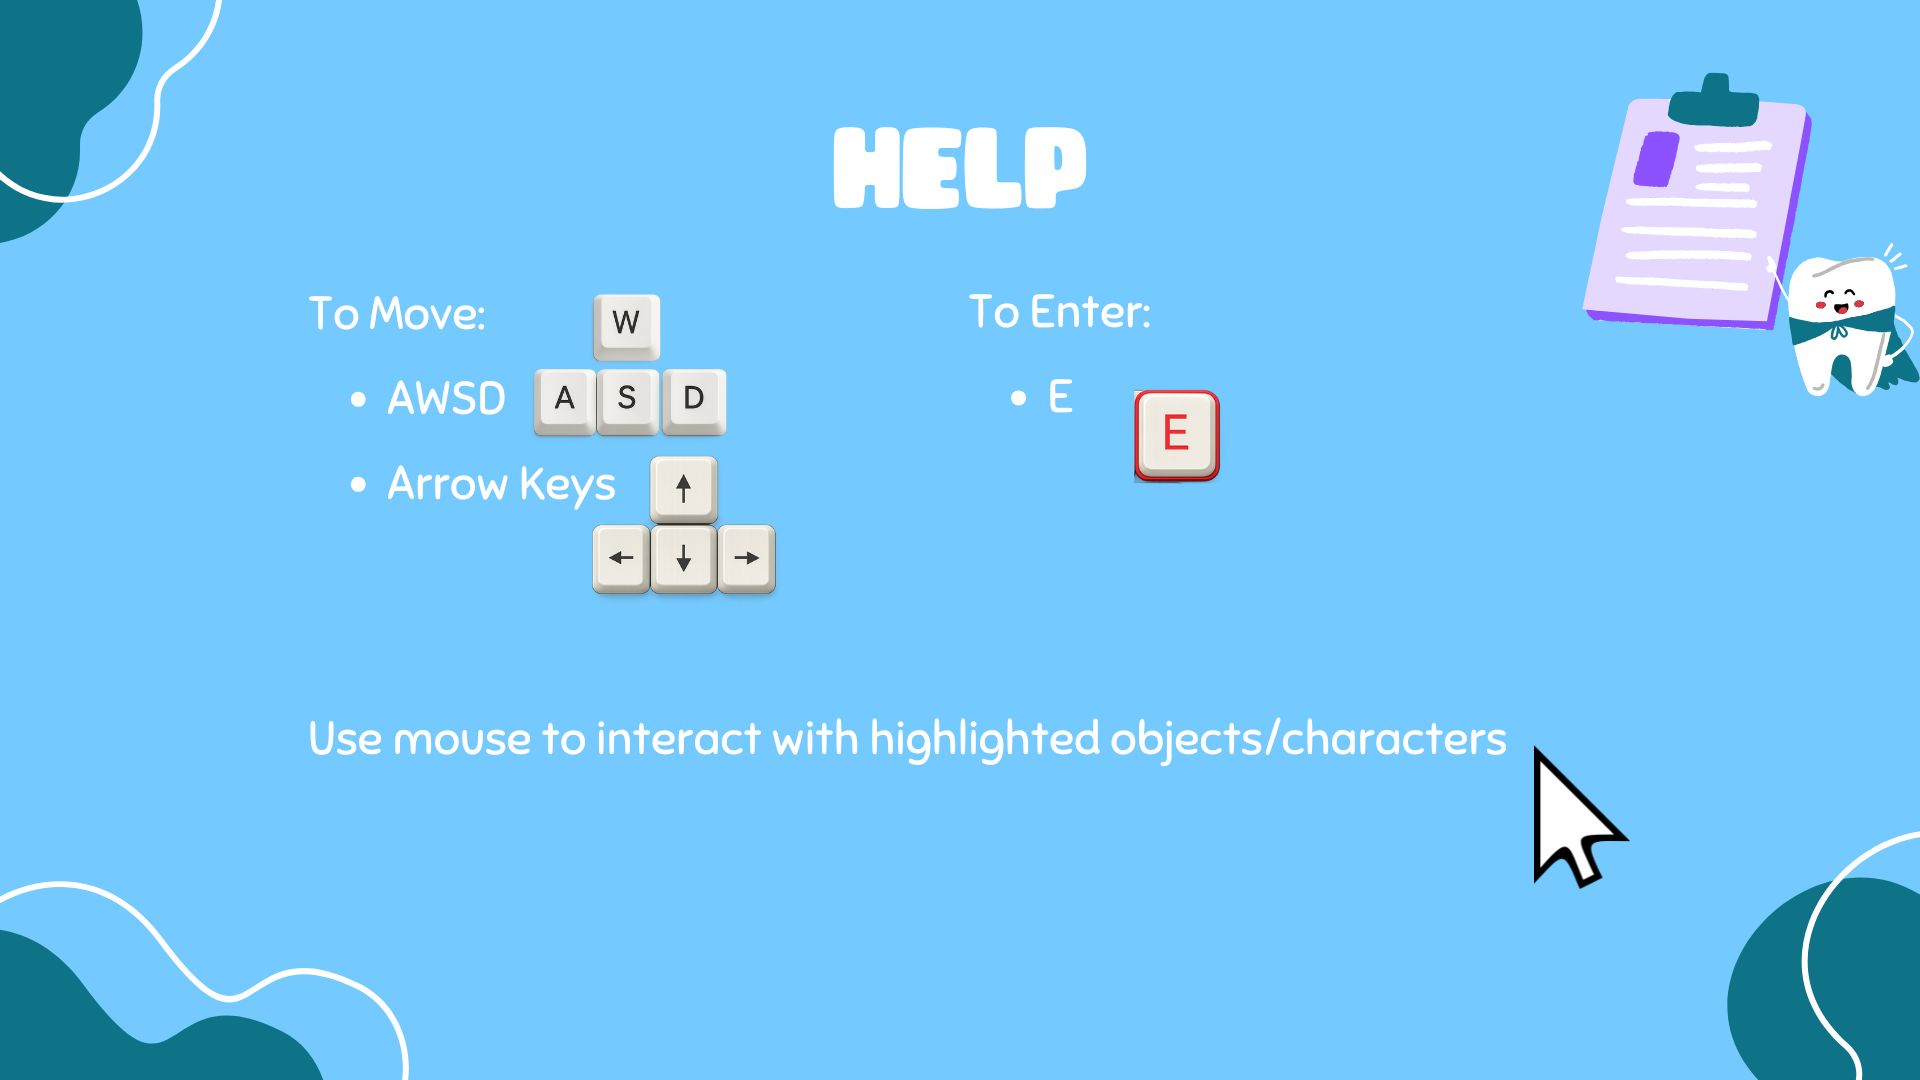 HELP
To Move:
W
• AWSD
A S D
• Arrow Keys
↑
← ↓ →
To Enter:
• E
E
Use mouse to interact with highlighted objects/characters